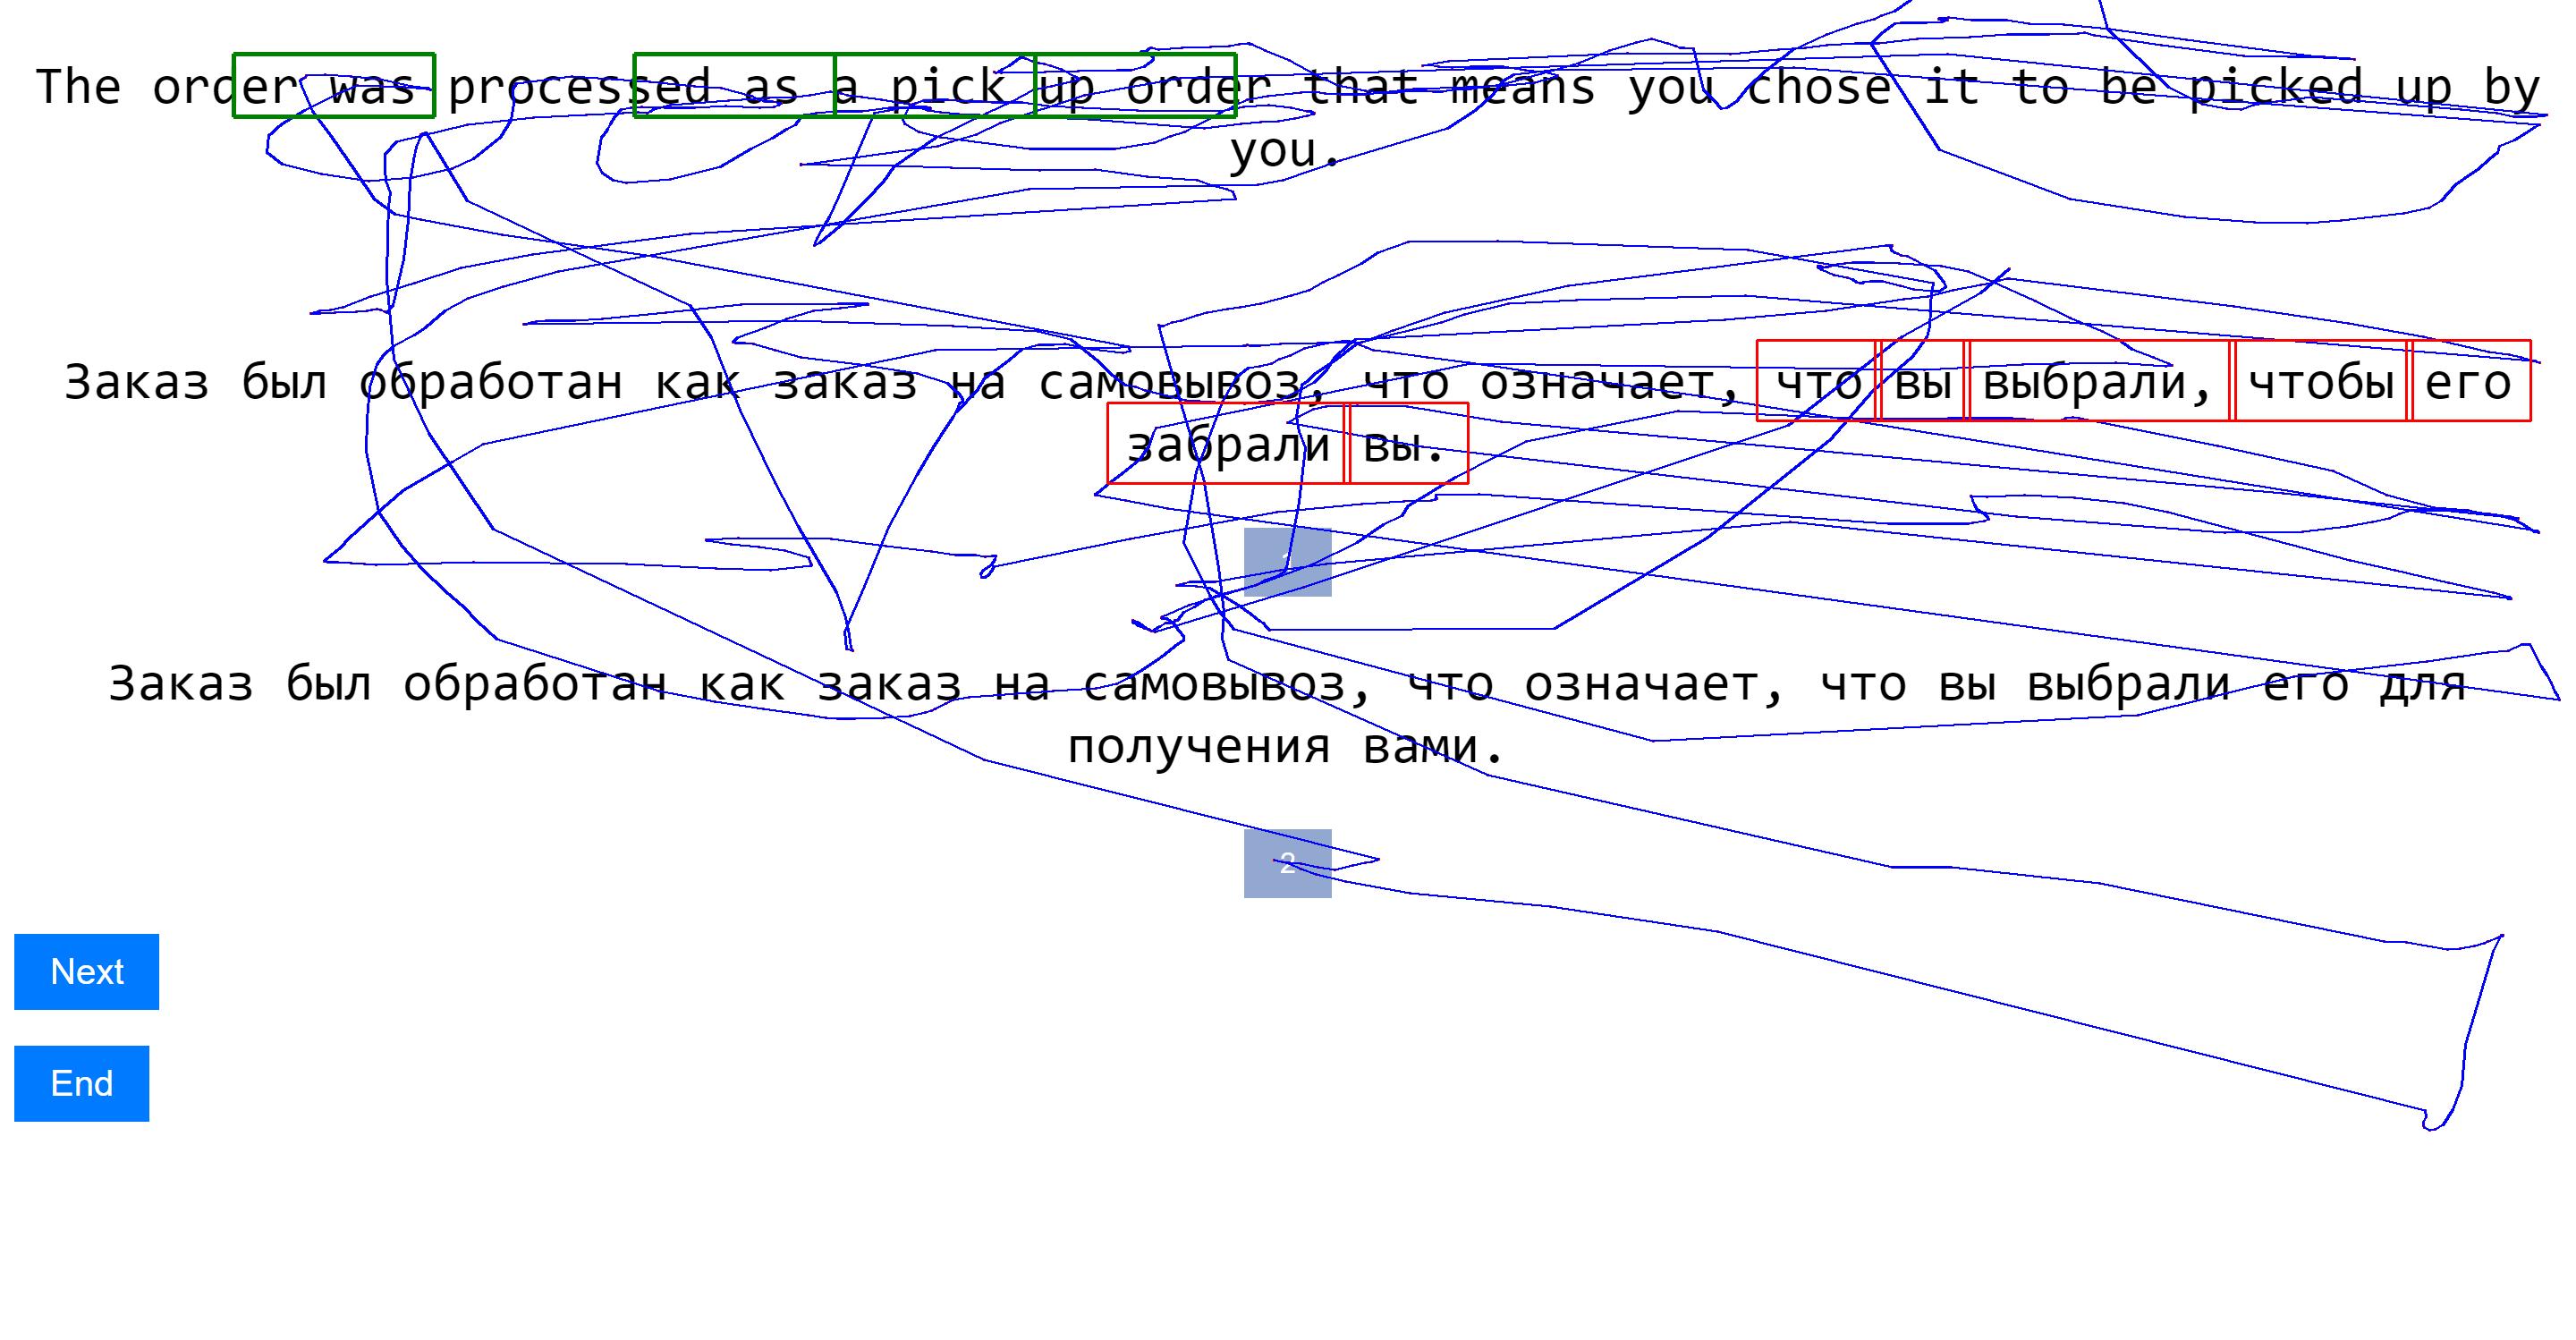 The order was processed as a pick up order that means you chose it to be picked up by
you.
Заказ был обработан как заказ на самовывоз, что означает, что вы выбрали, чтобы его
забрали вы.
1
Заказ был обработан как заказ на самовывоз, что означает, что вы выбрали его для
получения вами.
2
Next
End